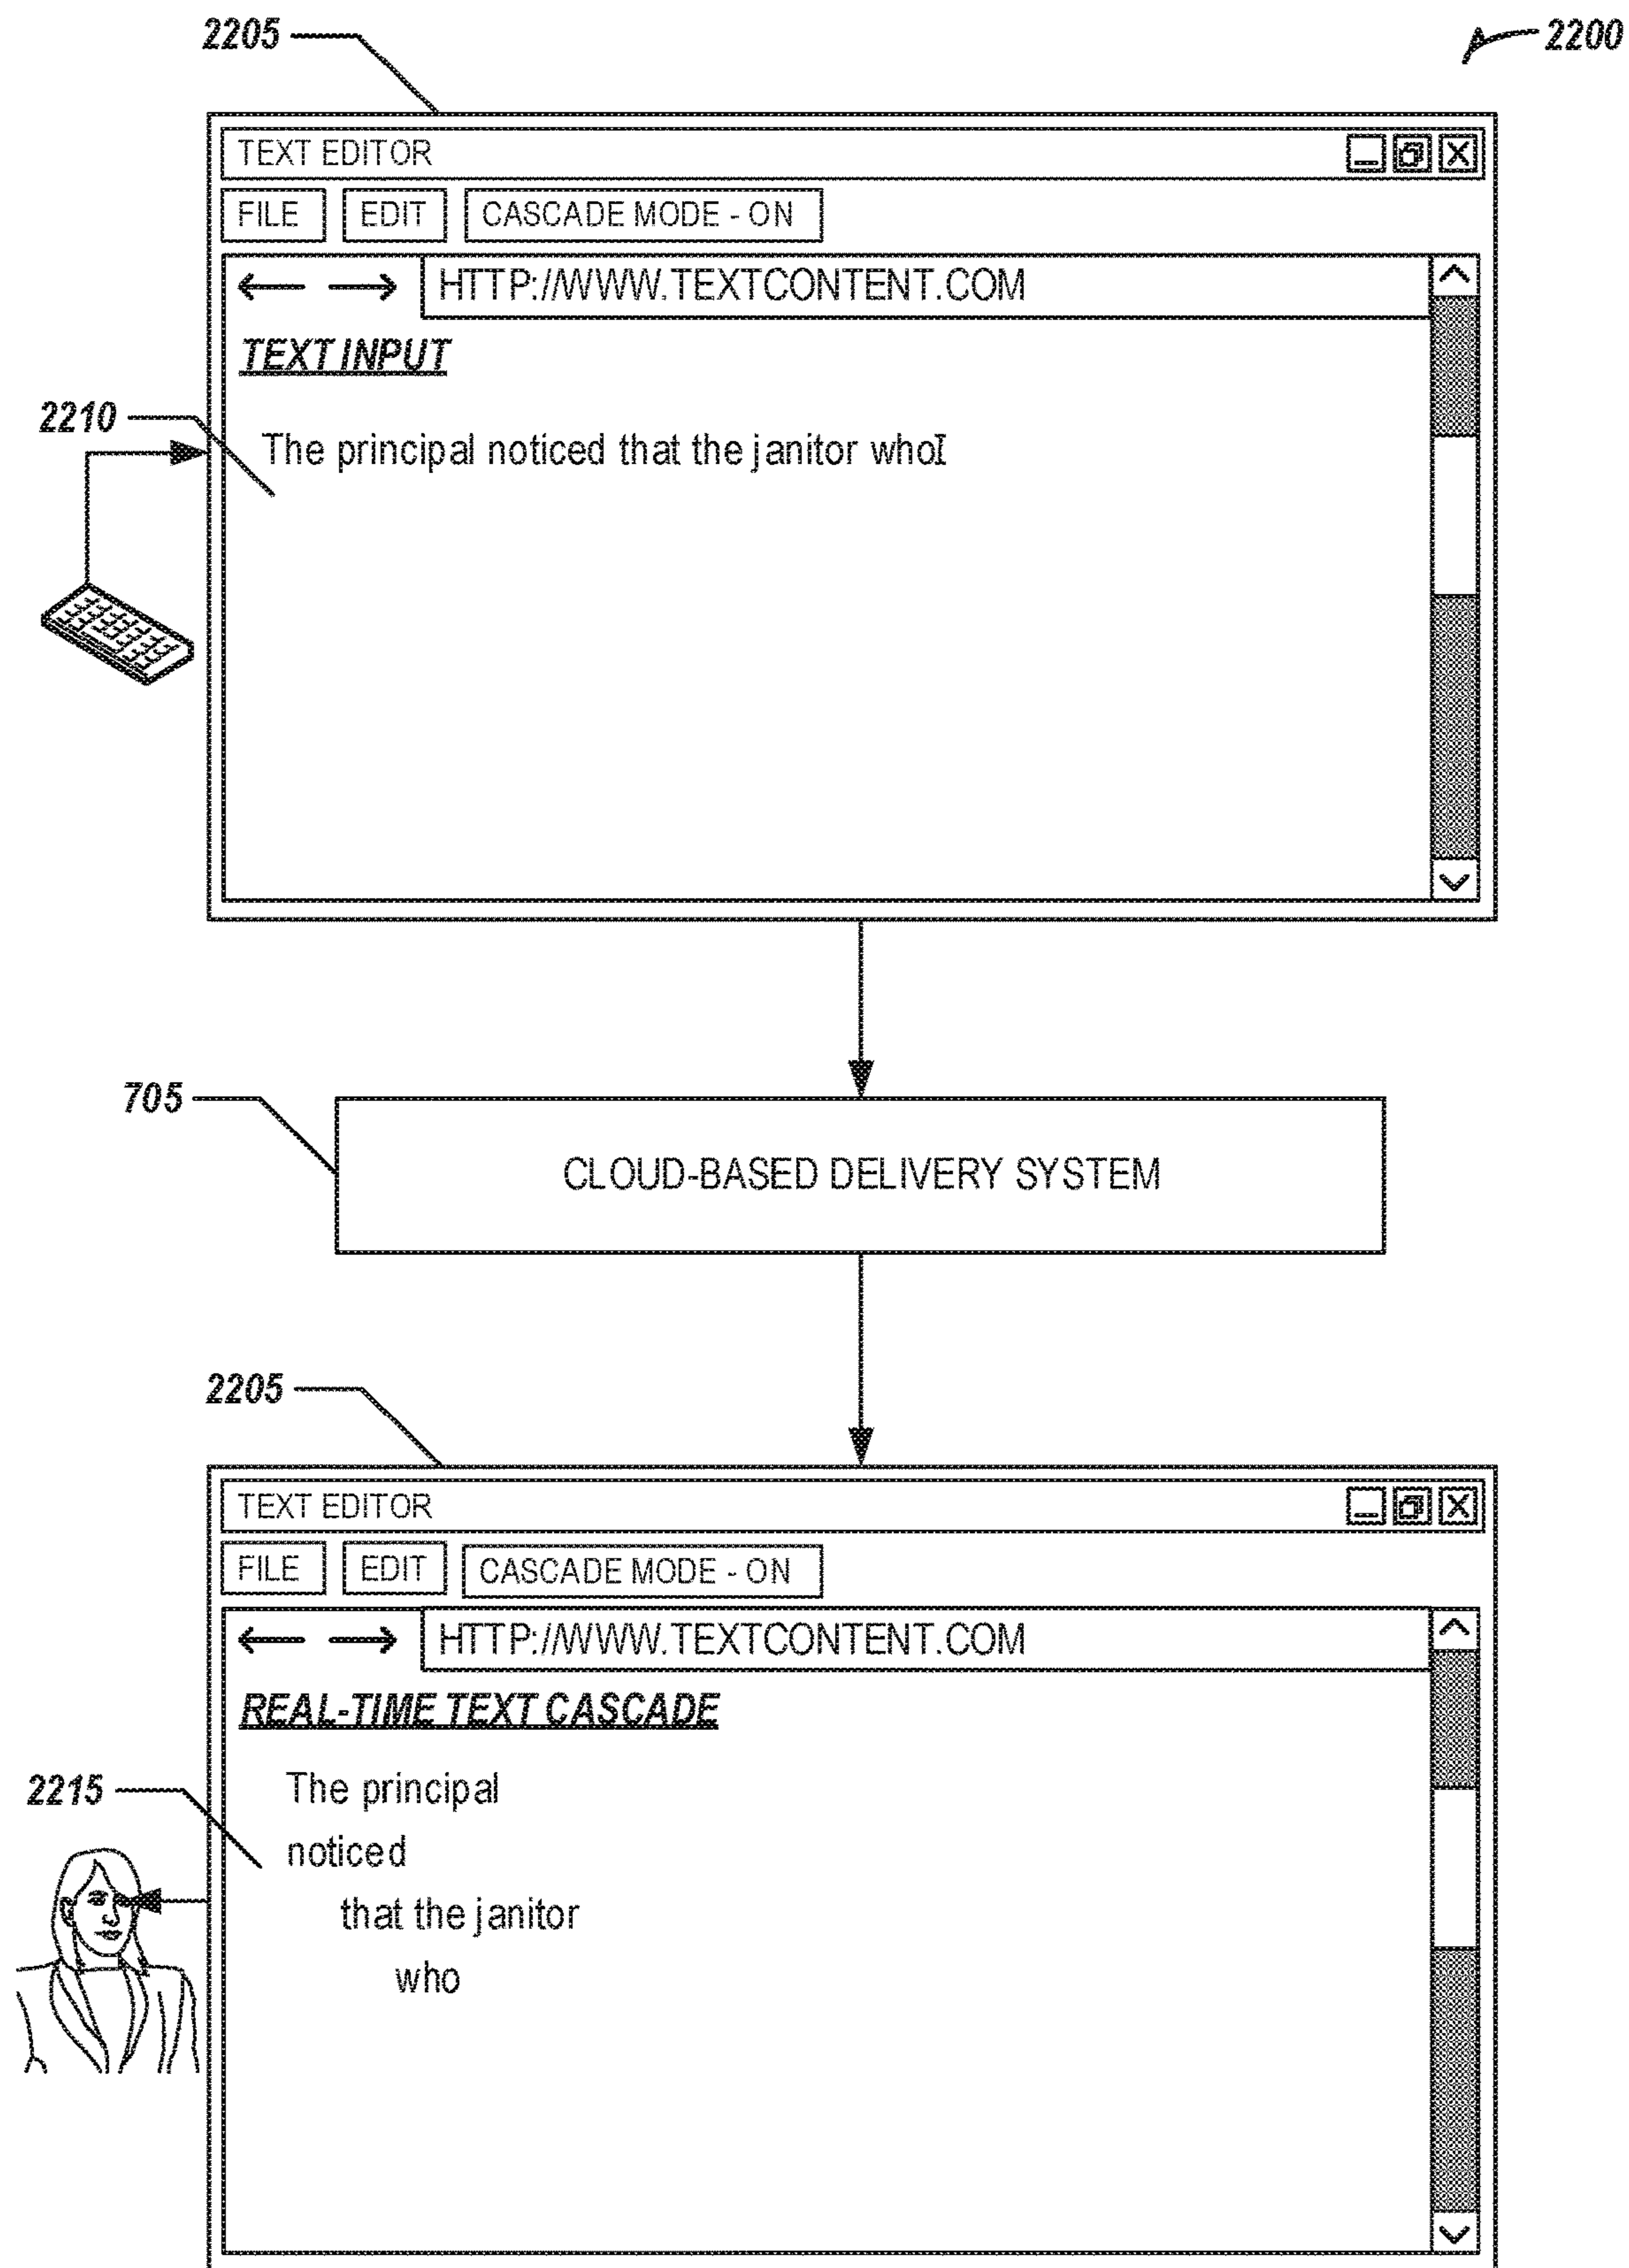 2205
2200
TEXT EDITOR
FILE EDIT CASCADE MODE - ON
HTTP://WWW.TEXTCONTENT.COM
TEXT INPUT
2210
The principal noticed that the janitor who
705
CLOUD-BASED DELIVERY SYSTEM
2205
TEXT EDITOR
FILE EDIT CASCADE MODE - ON
HTTP://WWW.TEXTCONTENT.COM
REAL-TIME TEXT CASCADE
2215
The principal
noticed
that the janitor
who